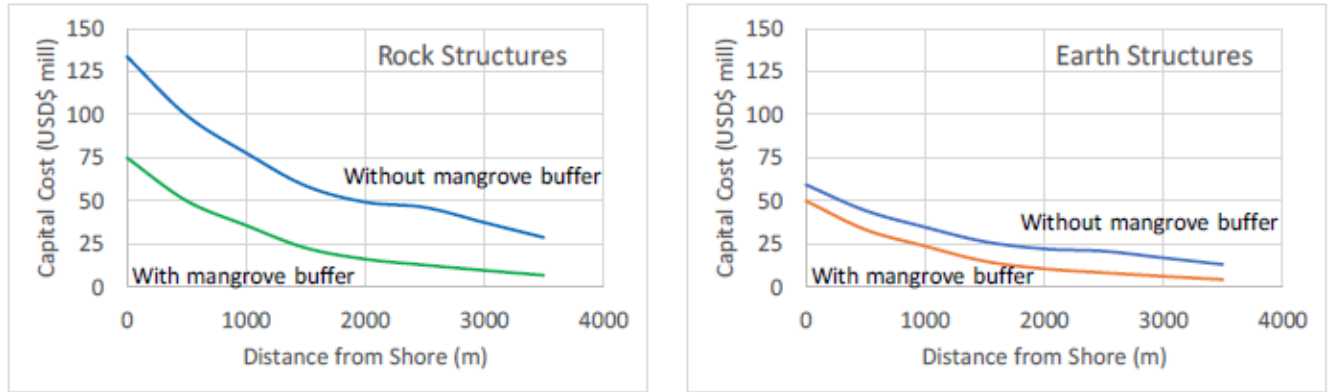 Rock Structures
Capital Cost (USD$ mill)
150
125
100
75
50
25
0
Without mangrove buffer
With mangrove buffer
0 1000 2000 3000 4000
Distance from Shore (m)
Earth Structures
Capital Cost (USD$ mill)
150
125
100
75
50
25
0
Without mangrove buffer
With mangrove buffer
0 1000 2000 3000 4000
Distance from Shore (m)